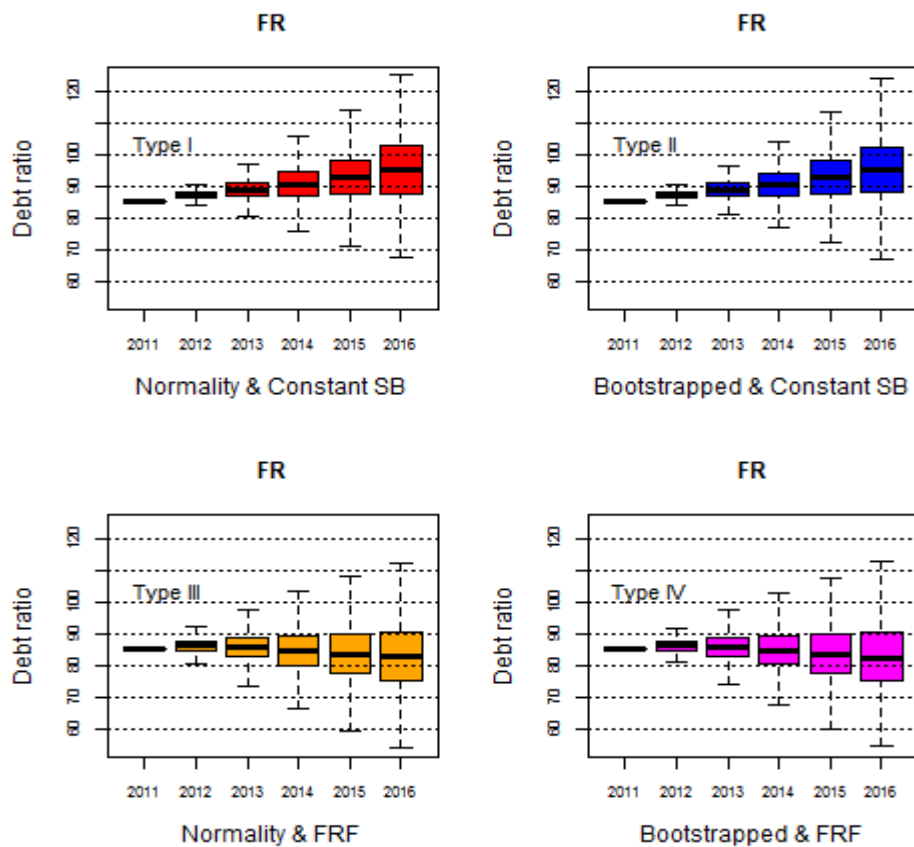 FR
Debt ratio
120
100
90
80
70
60
Type I
2011 2012 2013 2014 2015 2016
Normality & Constant SB
FR
Debt ratio
120
100
90
80
70
60
Type II
2011 2012 2013 2014 2015 2016
Bootstrapped & Constant SB
FR
Debt ratio
120
100
90
80
70
60
Type III
2011 2012 2013 2014 2015 2016
Normality & FRF
FR
Debt ratio
120
100
90
80
70
60
Type IV
2011 2012 2013 2014 2015 2016
Bootstrapped & FRF